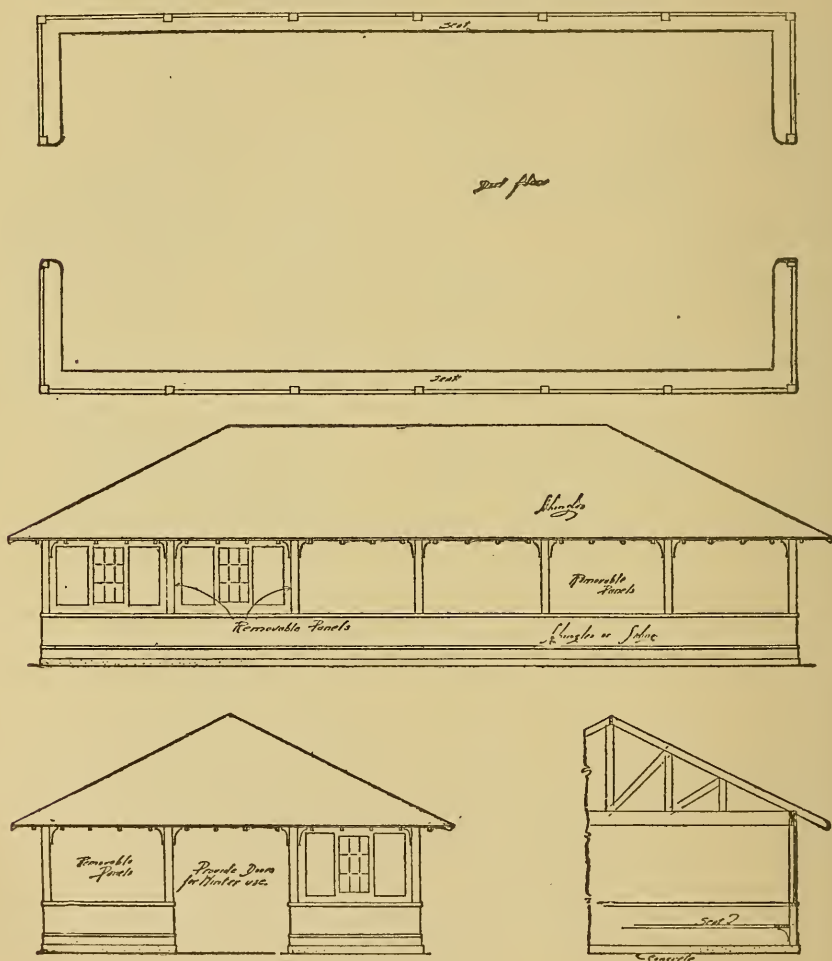 Seat
Dirt floor
Seat
Shingles
Removable
Panels
Removable Panels
Shingles or Siding
Removable
Panels
Provide Doors
for Winter use.
Seat
Concrete